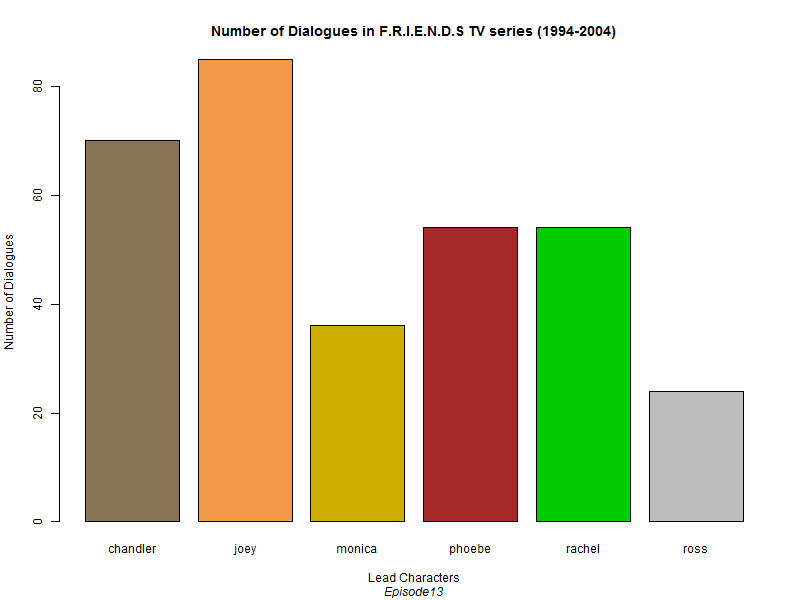 Number of Dialogues in F.R.I.E.N.D.S TV series (1994-2004)
Number of Dialogues
80
60
40
20
0
chandler joey monica phoebe rachel ross
Lead Characters
Episode13